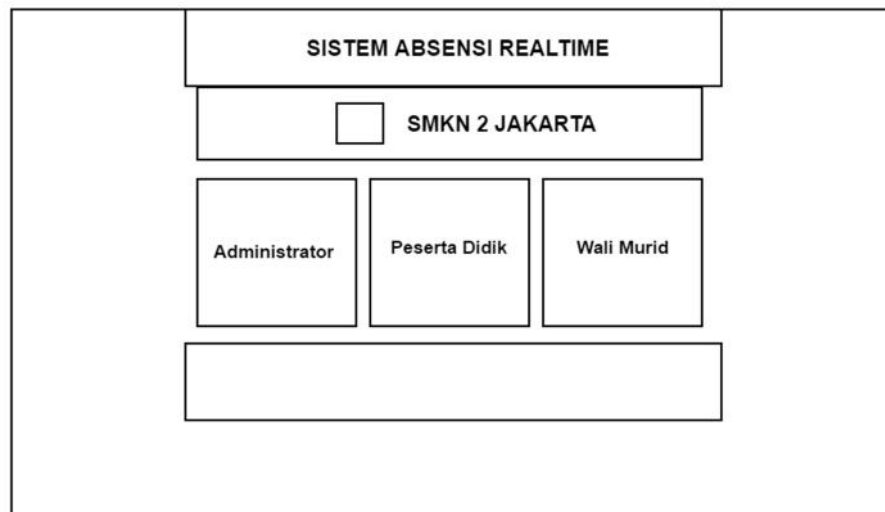 SISTEM ABSENSI REALTIME
SMKN 2 JAKARTA
Administrator
Peserta Didik
Wali Murid